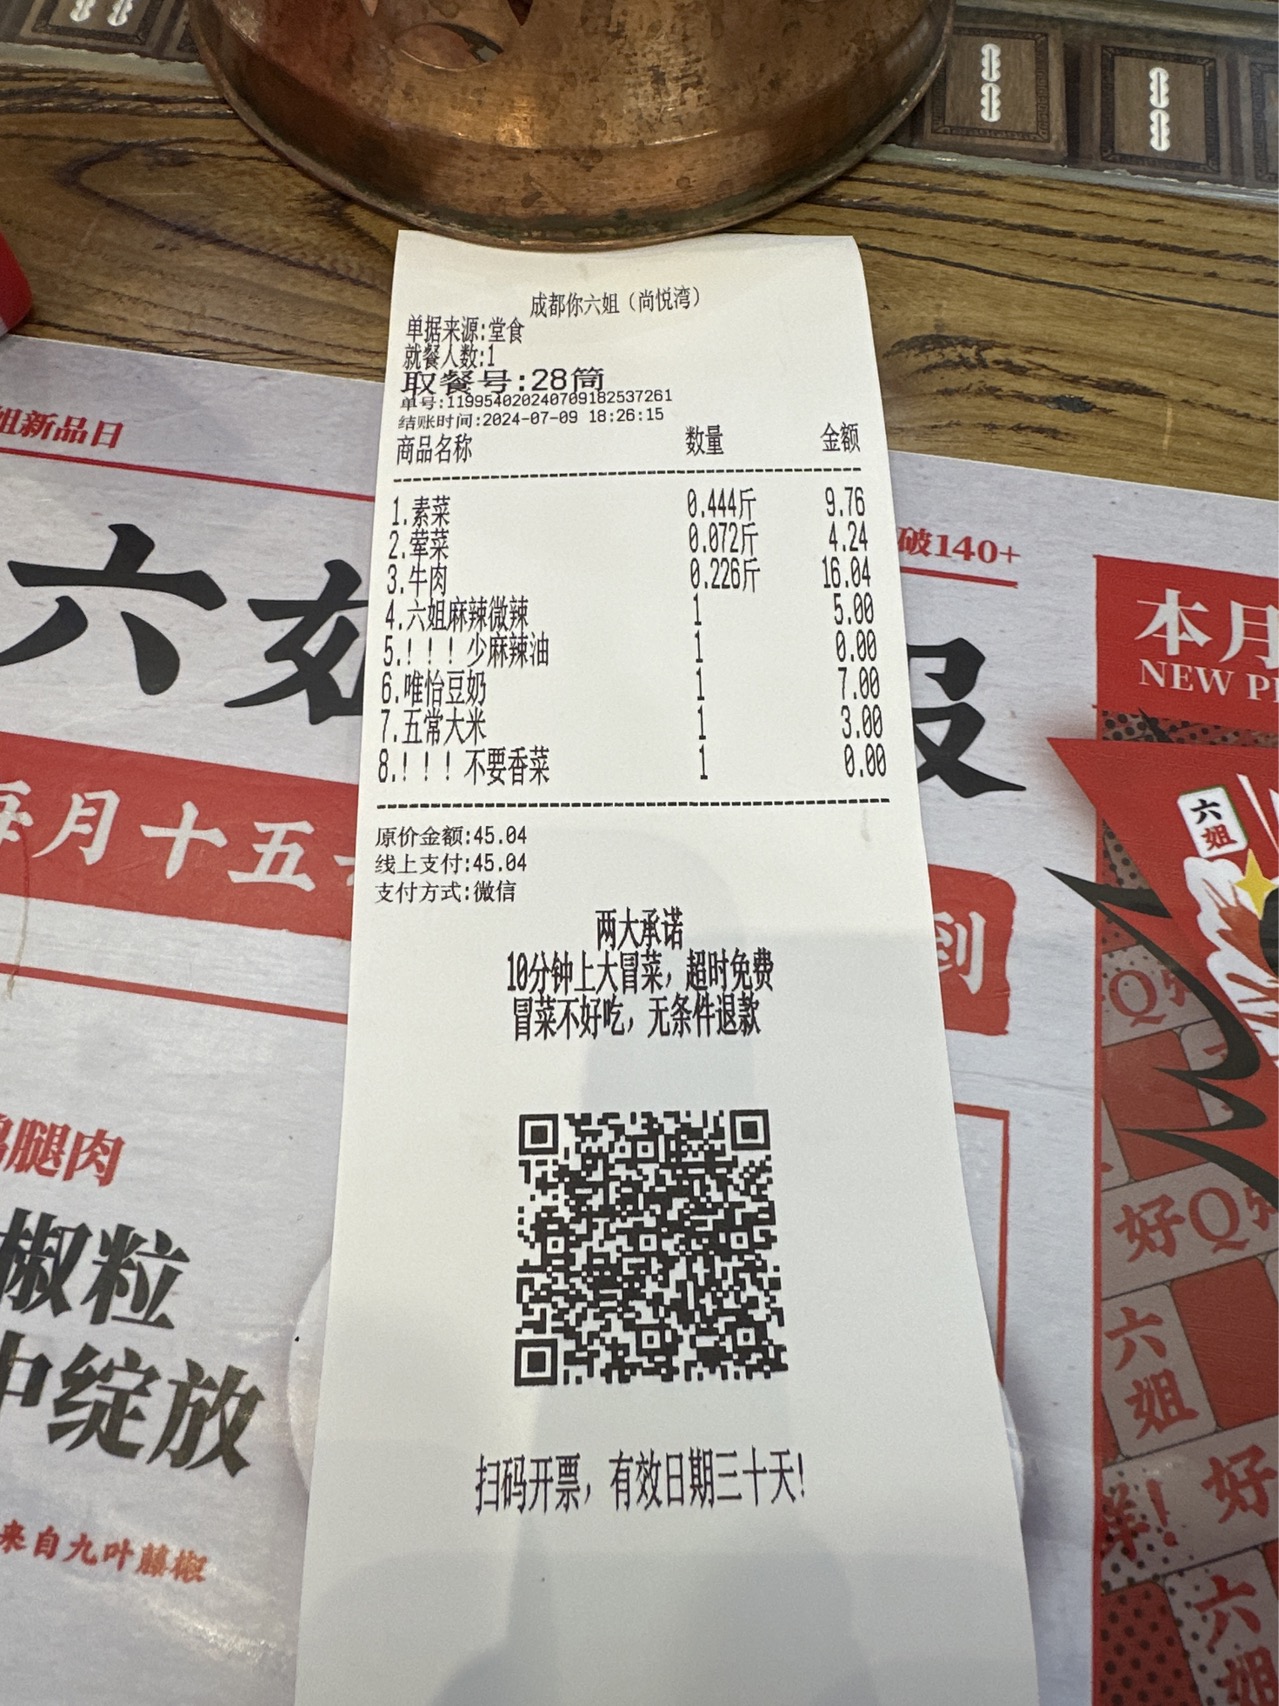 成都你六姐（尚悦湾）
单据来源:堂食
就餐人数:1
取餐号:28筒
单号:119954020240709182537261
结账时间:2024-07-09 18:26:15
商品名称 数量 金额
1.素菜 0.444斤 9.76
2.荤菜 0.072斤 4.24
3.牛肉 0.226斤 16.04
4.六姐麻辣微辣 1 5.00
5.!!!少麻辣油 1 0.00
6.唯怡豆奶 1 7.00
7.五常大米 1 3.00
8.!!!不要香菜 1 0.00
原价金额:45.04
线上支付:45.04
支付方式:微信
两大承诺
10分钟上大冒菜，超时免费
冒菜不好吃，无条件退款
扫码开票，有效日期三十天!
姐新品日
破140+
六
报
每月十五
到
鸡腿肉
椒粒
中绽放
来自九叶藤椒
本月
NEW
六姐
好Q
六姐
好
六姐